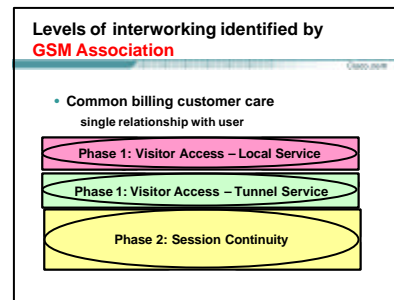 Levels of interworking identified by
GSM Association
Cisco.com
• Common billing customer care
single relationship with user
Phase 1: Visitor Access – Local Service
Phase 1: Visitor Access – Tunnel Service
Phase 2: Session Continuity